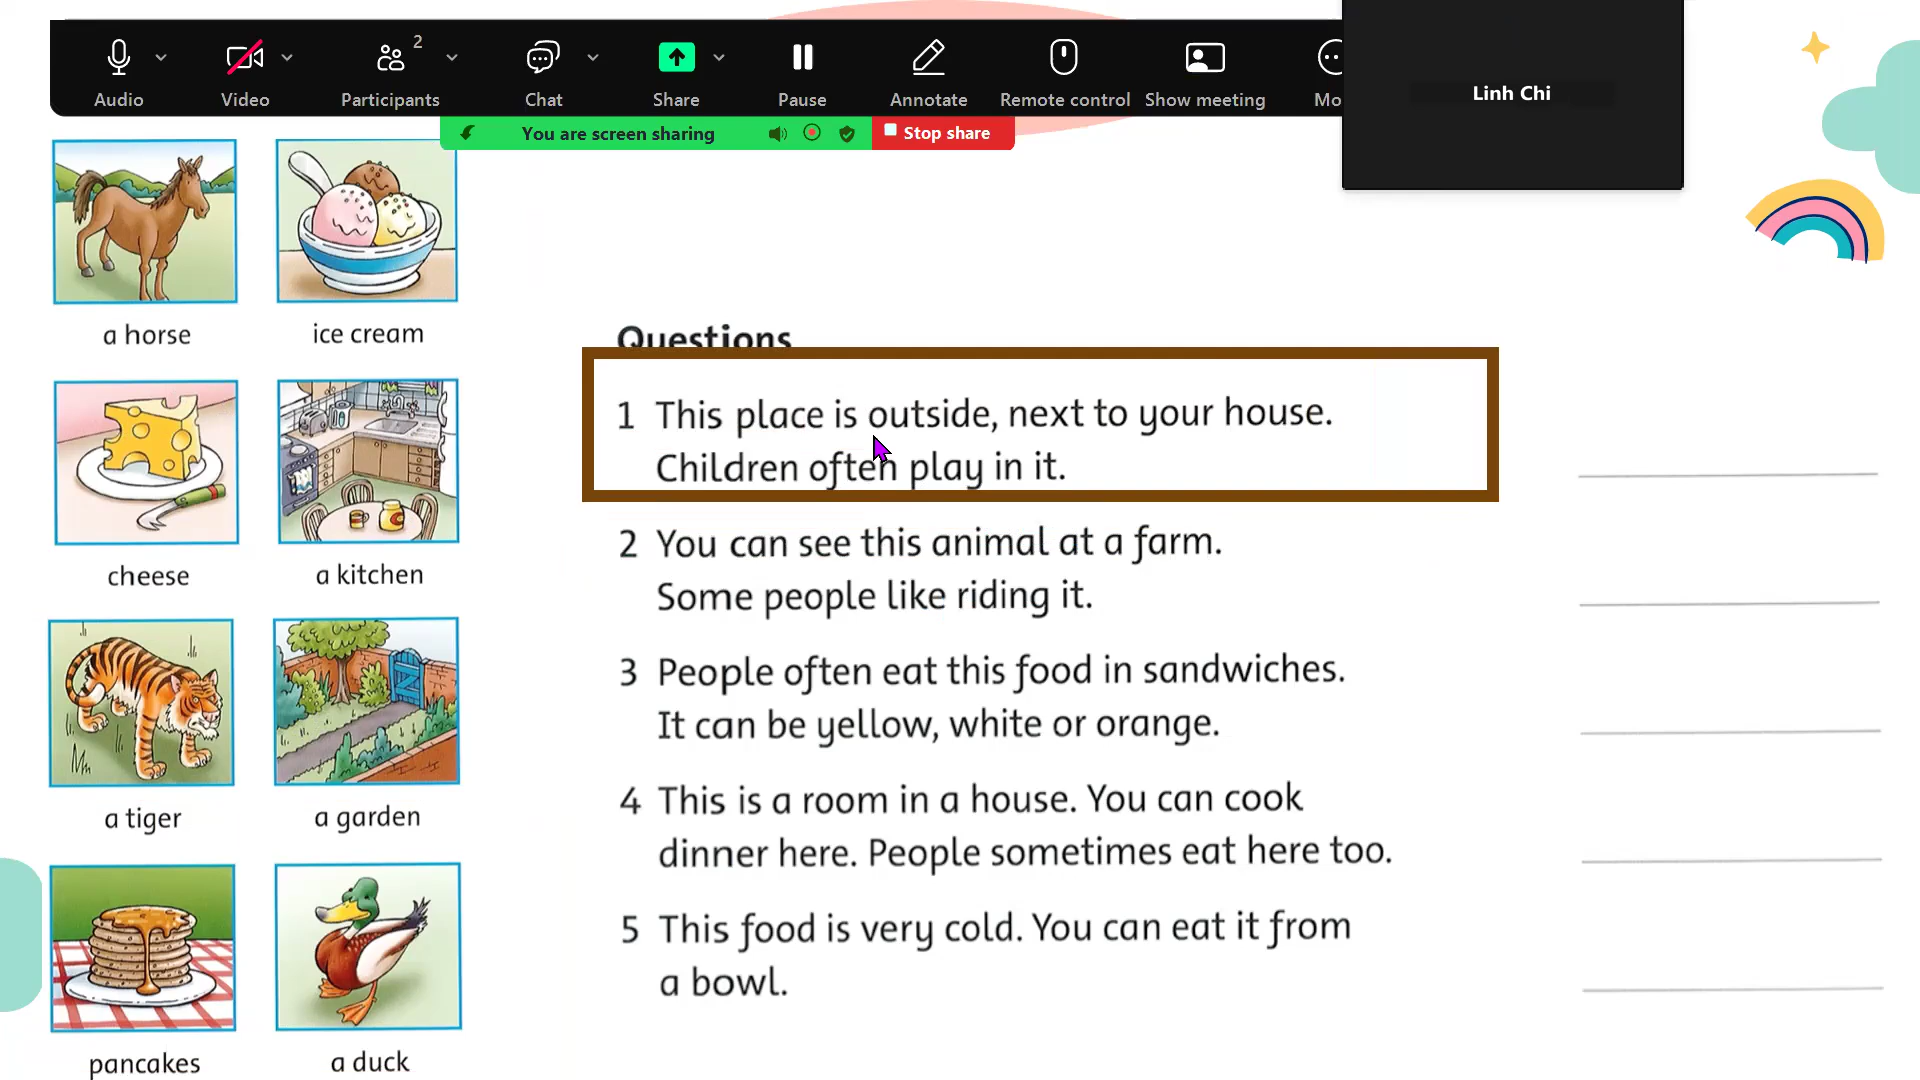 Audio
Video
Participants
2
Chat
Share
Pause
Annotate
Remote control
Show meeting
Mo
Linh Chi
You are screen sharing
Stop share
a horse
ice cream
cheese
a kitchen
a tiger
a garden
pancakes
a duck
Questions
1 This place is outside, next to your house.
Children often play in it.
2 You can see this animal at a farm.
Some people like riding it.
3 People often eat this food in sandwiches.
It can be yellow, white or orange.
4 This is a room in a house. You can cook
dinner here. People sometimes eat here too.
5 This food is very cold. You can eat it from
a bowl.